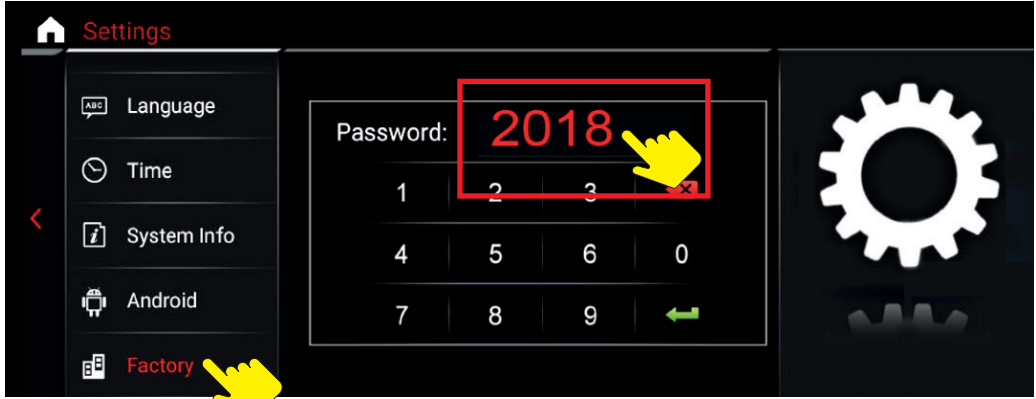 Settings
ABC Language
Time
i System Info
Android
Factory
Password: 2018
1 2 3
4 5 6 0
7 8 9